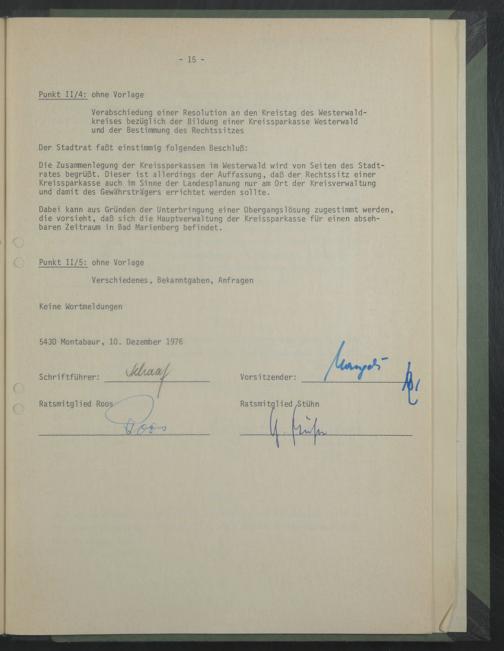 - 15 -
Punkt II/4: ohne Vorlage
Verabschiedung einer Resolution an den Kreistag des Westerwald-
kreises bezüglich der Bildung einer Kreissparkasse Westerwald
und der Bestimmung des Rechtssitzes
Der Stadtrat faßt einstimmig folgenden Beschluß:
Die Zusammenlegung der Kreissparkassen im Westerwald wird von Seiten des Stadt-
rates begrüßt. Dieser ist allerdings der Auffassung, daß der Rechtssitz einer
Kreissparkasse auch im Sinne der Landesplanung nur am Ort der Kreisverwaltung
und damit des Gewährsträgers errichtet werden sollte.
Dabei kann aus Gründen der Unterbringung einer Übergangslösung zugestimmt werden,
die vorsieht, daß sich die Hauptverwaltung der Kreissparkasse für einen abseh-
baren Zeitraum in Bad Marienberg befindet.
Punkt II/5: ohne Vorlage
Verschiedenes, Bekanntgaben, Anfragen
Keine Wortmeldungen
5430 Montabaur, 10. Dezember 1976
Schriftführer: Schaaf Vorsitzender:
Ratsmitglied Roos Ratsmitglied Stühn
Roos